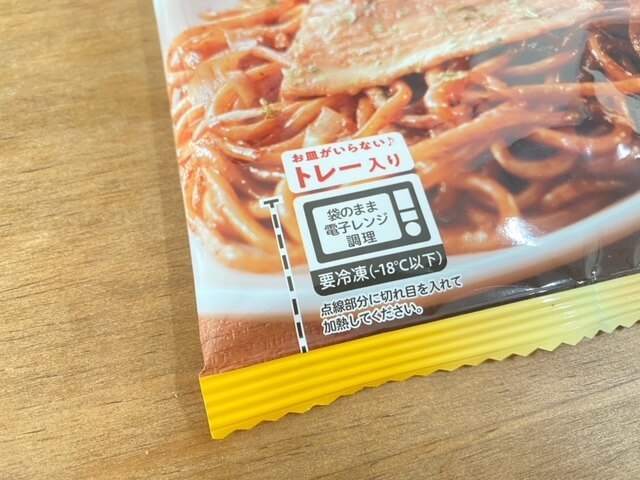 お皿がいらない♪
トレー入り
袋のまま
電子レンジ
調理
要冷凍(-18℃以下)
点線部分に切れ目を入れて
加熱してください。